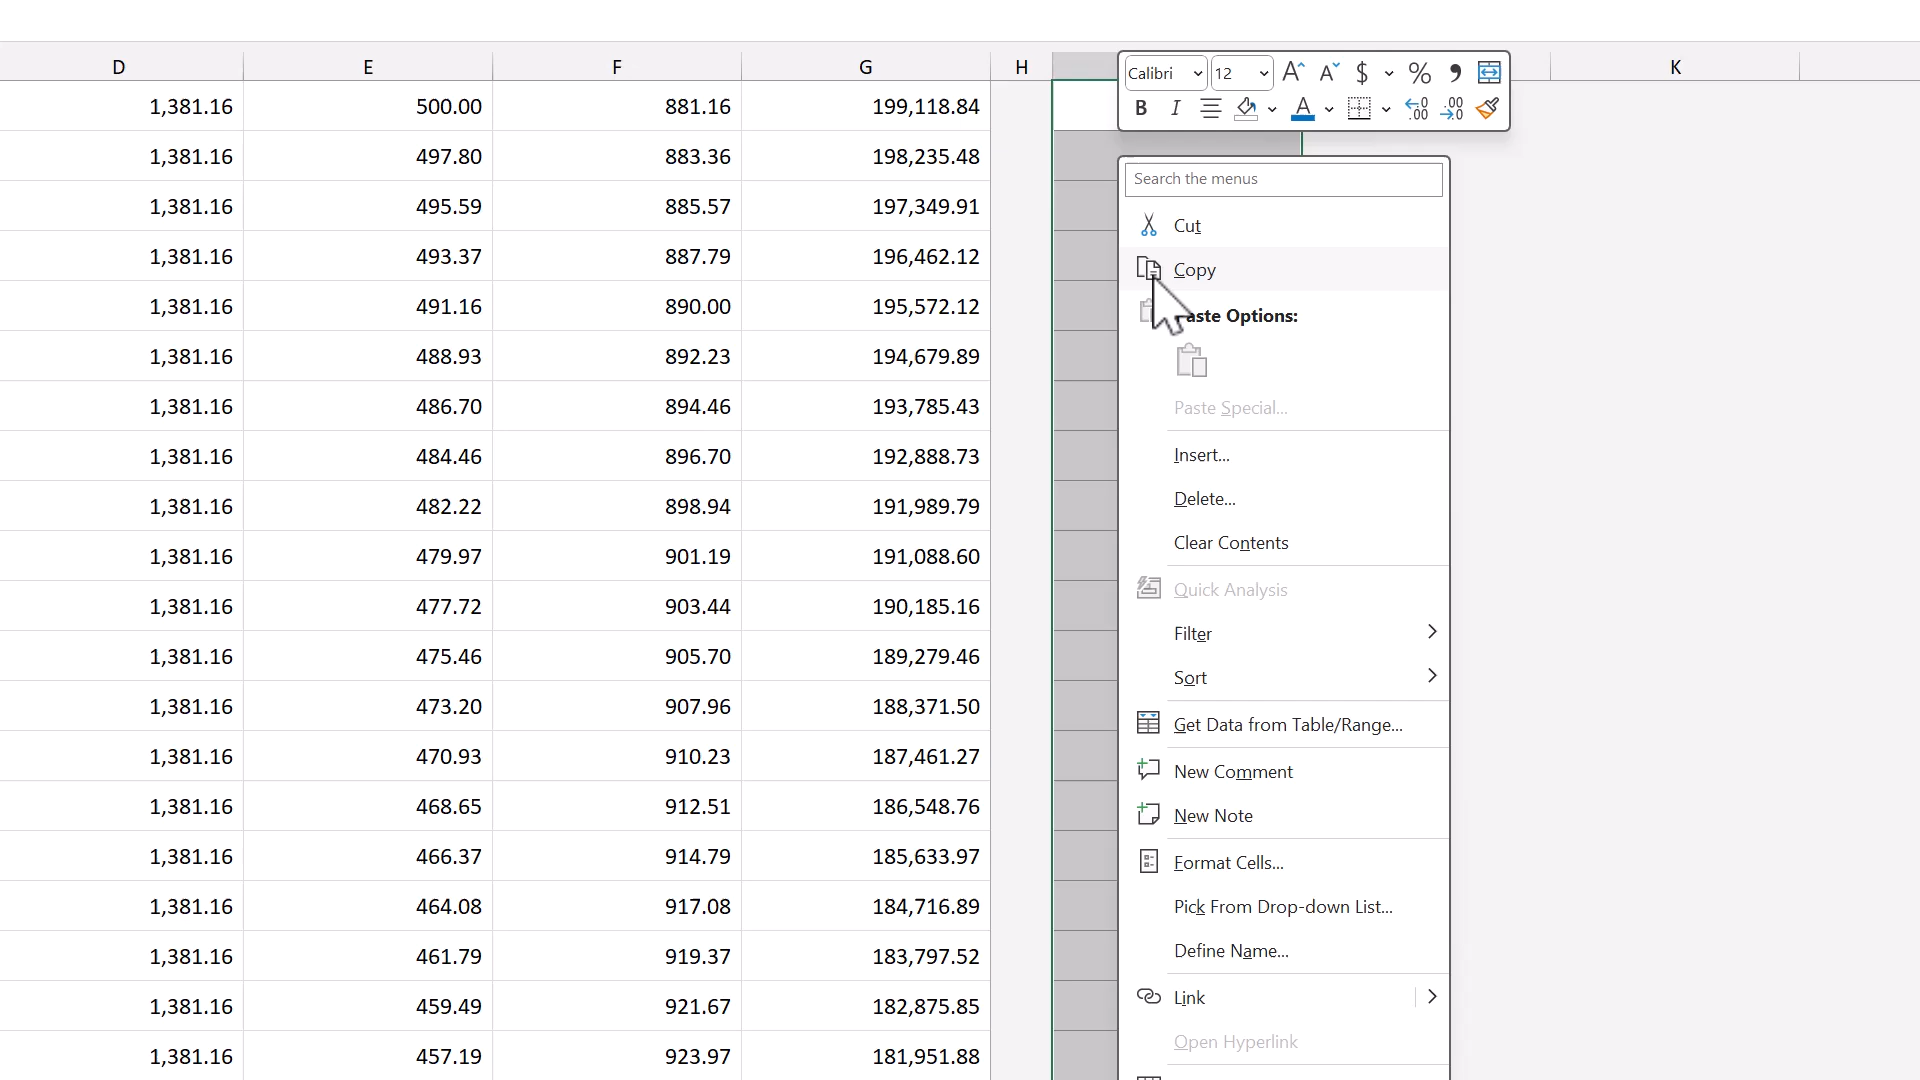 D E F G H K
Calibri 12 $ % ,
B I A .00 .00
1,381.16 500.00 881.16 199,118.84
1,381.16 497.80 883.36 198,235.48
Search the menus
1,381.16 495.59 885.57 197,349.91
Cut
1,381.16 493.37 887.79 196,462.12
Copy
1,381.16 491.16 890.00 195,572.12
aste Options:
1,381.16 488.93 892.23 194,679.89
1,381.16 486.70 894.46 193,785.43
Paste Special...
1,381.16 484.46 896.70 192,888.73
Insert...
1,381.16 482.22 898.94 191,989.79
Delete...
1,381.16 479.97 901.19 191,088.60
Clear Contents
1,381.16 477.72 903.44 190,185.16
Quick Analysis
Filter
1,381.16 475.46 905.70 189,279.46
Sort
1,381.16 473.20 907.96 188,371.50
Get Data from Table/Range...
1,381.16 470.93 910.23 187,461.27
New Comment
1,381.16 468.65 912.51 186,548.76
New Note
1,381.16 466.37 914.79 185,633.97
Format Cells...
1,381.16 464.08 917.08 184,716.89
Pick From Drop-down List...
1,381.16 461.79 919.37 183,797.52
Define Name...
1,381.16 459.49 921.67 182,875.85
Link
1,381.16 457.19 923.97 181,951.88
Open Hyperlink